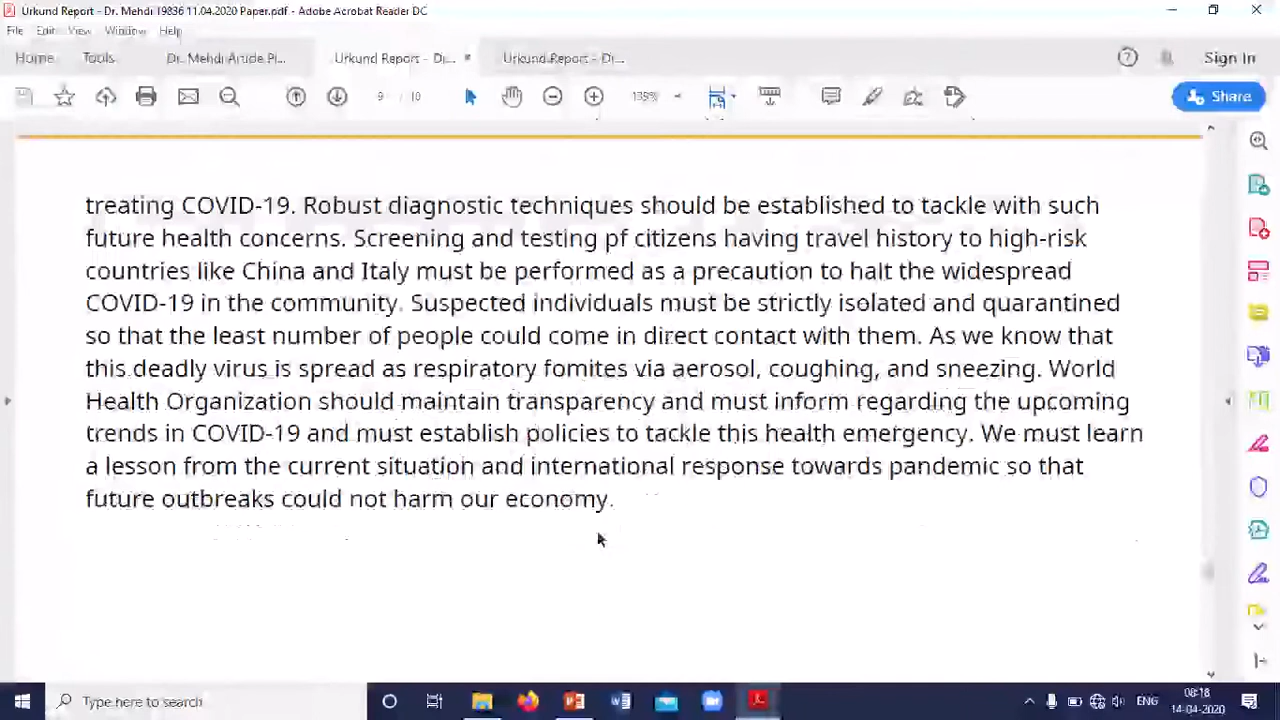 Urkund Report - Dr. Mehdi 19836 11.04.2020 Paper.pdf - Adobe Acrobat Reader DC
File Edit View Window Help
Home Tools Dr. Mehdi Article Pl... Urkund Report - Dr.... × Urkund Report - Dr....
Sign In
9 / 10 139% Share
treating COVID-19. Robust diagnostic techniques should be established to tackle with such
future health concerns. Screening and testing pf citizens having travel history to high-risk
countries like China and Italy must be performed as a precaution to halt the widespread
COVID-19 in the community. Suspected individuals must be strictly isolated and quarantined
so that the least number of people could come in direct contact with them. As we know that
this deadly virus is spread as respiratory fomites via aerosol, coughing, and sneezing. World
Health Organization should maintain transparency and must inform regarding the upcoming
trends in COVID-19 and must establish policies to tackle this health emergency. We must learn
a lesson from the current situation and international response towards pandemic so that
future outbreaks could not harm our economy.
Type here to search
ENG
08:18
14-04-2020